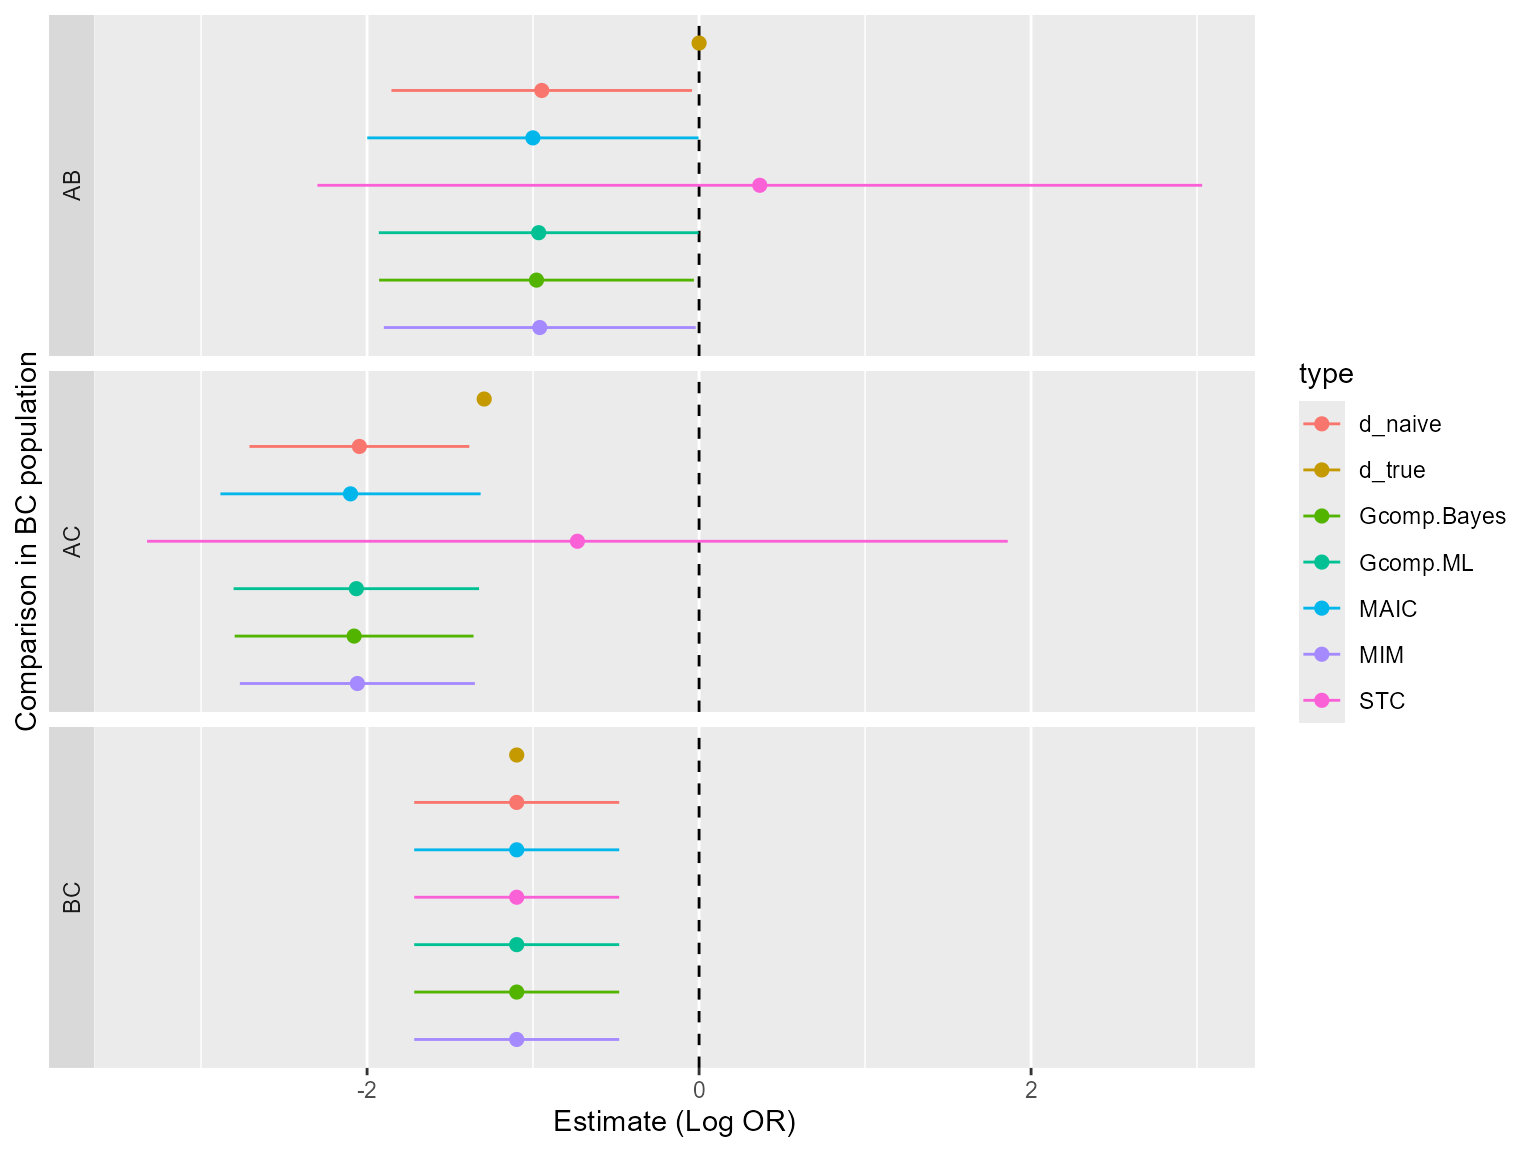 Comparison in BC population
AB
AC
BC
-2
0
2
Estimate (Log OR)
type
d_naive
d_true
Gcomp.Bayes
Gcomp.ML
MAIC
MIM
STC